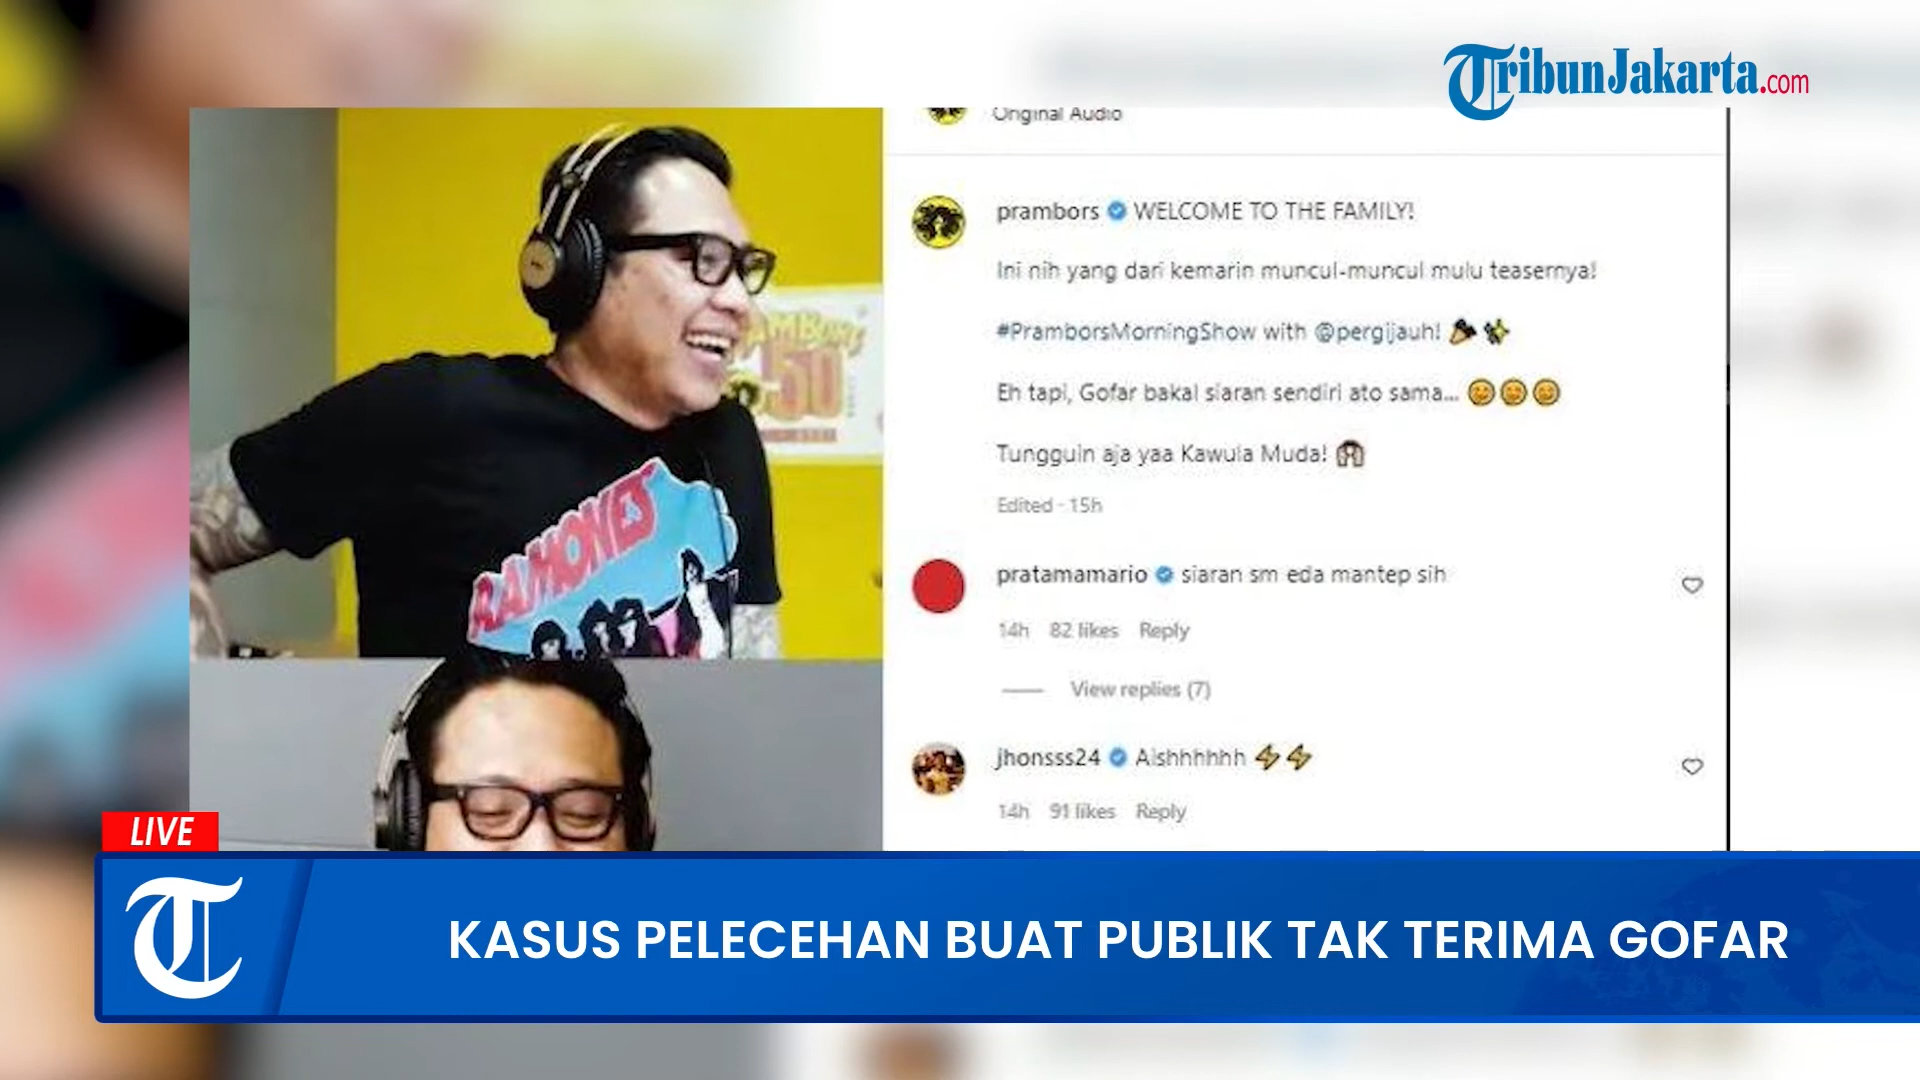 TribunJakarta.com
Original Audio
prambors WELCOME TO THE FAMILY!
Ini nih yang dari kemarin muncul-muncul mulu teasernya!
#PramborsMorningShow with @pergijauh!
Eh tapi, Gofar bakal siaran sendiri ato sama...
Tungguin aja yaa Kawula Muda!
Edited · 15h
pratamamario siaran sm eda mantep sih
14h 82 likes Reply
View replies (7)
jhonsss24 Aishhhhhh
14h 91 likes Reply
RAMONES
50
LIVE
T KASUS PELECEHAN BUAT PUBLIK TAK TERIMA GOFAR